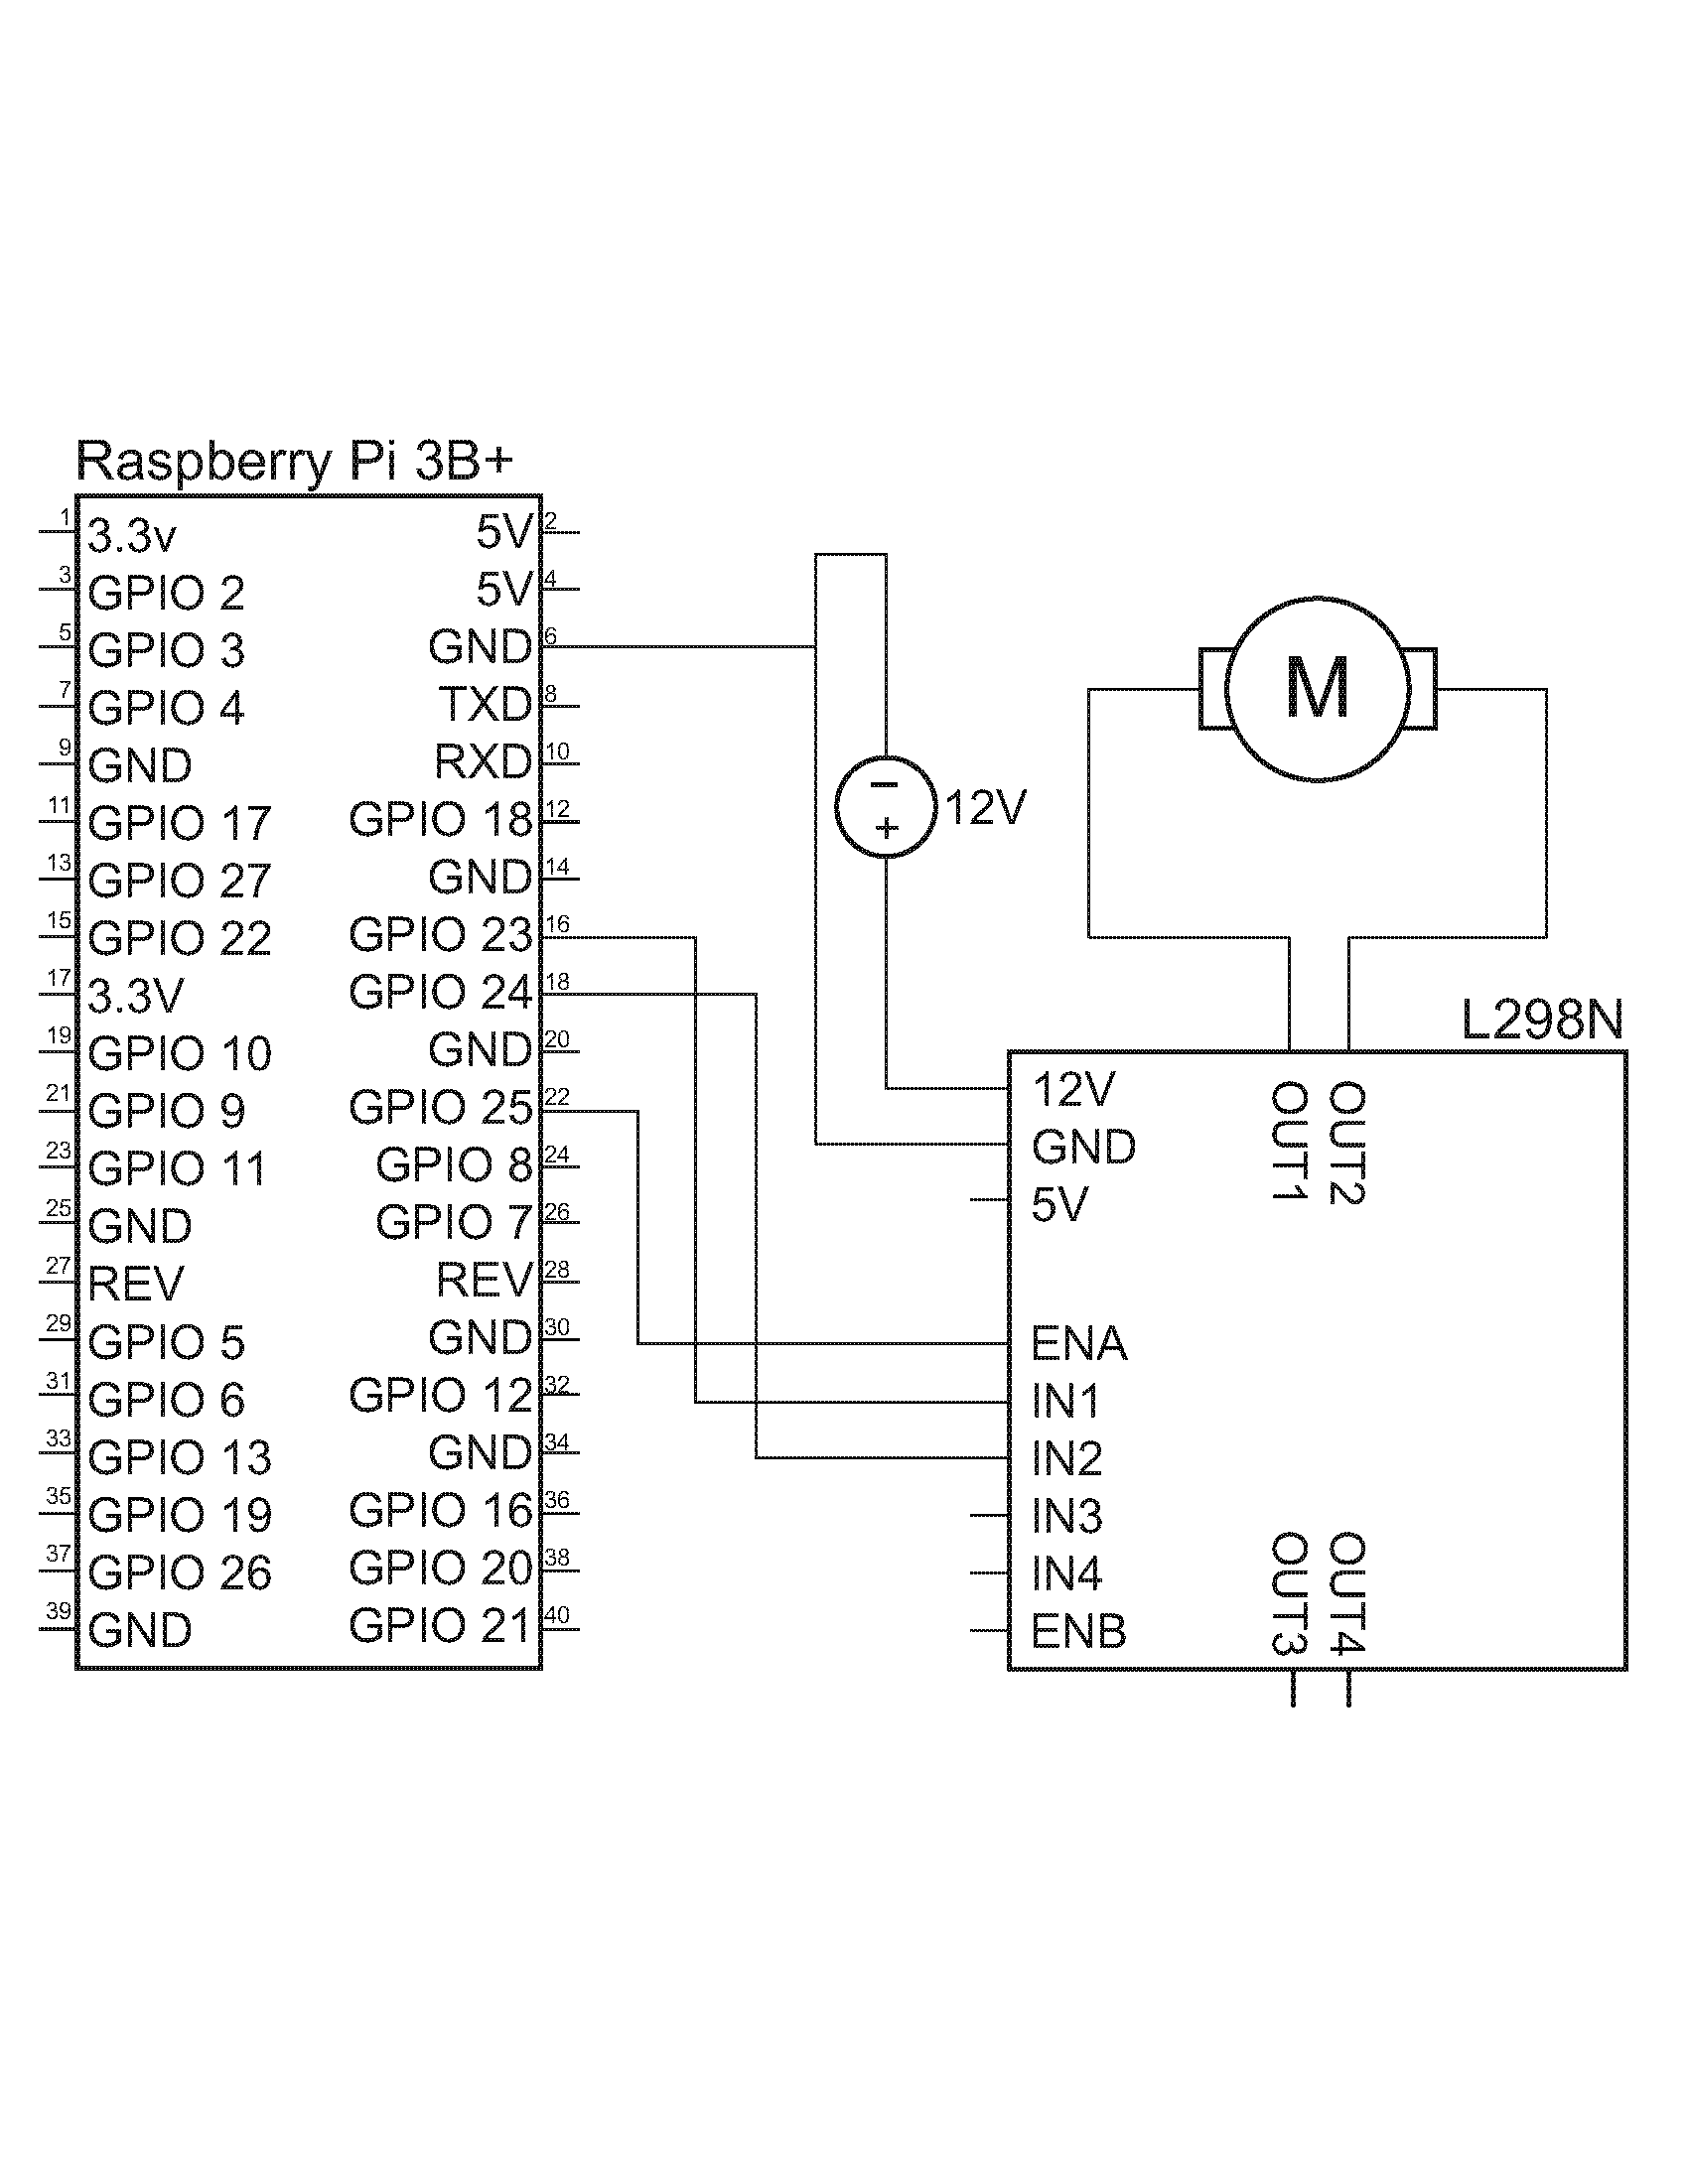 Raspberry Pi 3B+
1 3.3v 5V 2
3 GPIO 2 5V 4
5 GPIO 3 GND 6
7 GPIO 4 TXD 8
9 GND RXD 10
11 GPIO 17 GPIO 18 12
13 GPIO 27 GND 14
15 GPIO 22 GPIO 23 16
17 3.3V GPIO 24 18
19 GPIO 10 GND 20
21 GPIO 9 GPIO 25 22
23 GPIO 11 GPIO 8 24
25 GND GPIO 7 26
27 REV REV 28
29 GPIO 5 GND 30
31 GPIO 6 GPIO 12 32
33 GPIO 13 GND 34
35 GPIO 19 GPIO 16 36
37 GPIO 26 GPIO 20 38
39 GND GPIO 21 40
−
+
12V
M
L298N
12V
GND
5V
ENA
IN1
IN2
IN3
IN4
ENB
OUT1
OUT2
OUT3
OUT4